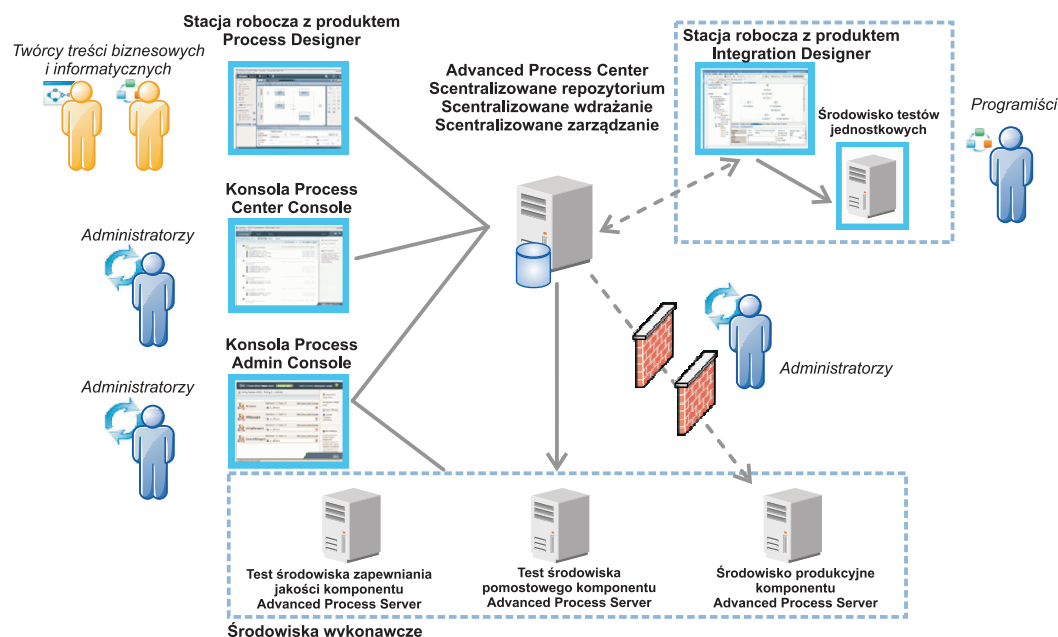 Stacja robocza z produktem
Process Designer
Twórcy treści biznesowych
i informatycznych
Advanced Process Center
Scentralizowane repozytorium
Scentralizowane wdrażanie
Scentralizowane zarządzanie
Stacja robocza z produktem
Integration Designer
Środowisko testów
jednostkowych
Programiści
Konsola Process
Center Console
Administratorzy
Konsola Process
Admin Console
Administratorzy
Administratorzy
Test środowiska zapewniania
jakości komponentu
Advanced Process Server
Test środowiska
pomostowego komponentu
Advanced Process Server
Środowisko produkcyjne
komponentu
Advanced Process Server
Środowiska wykonawcze